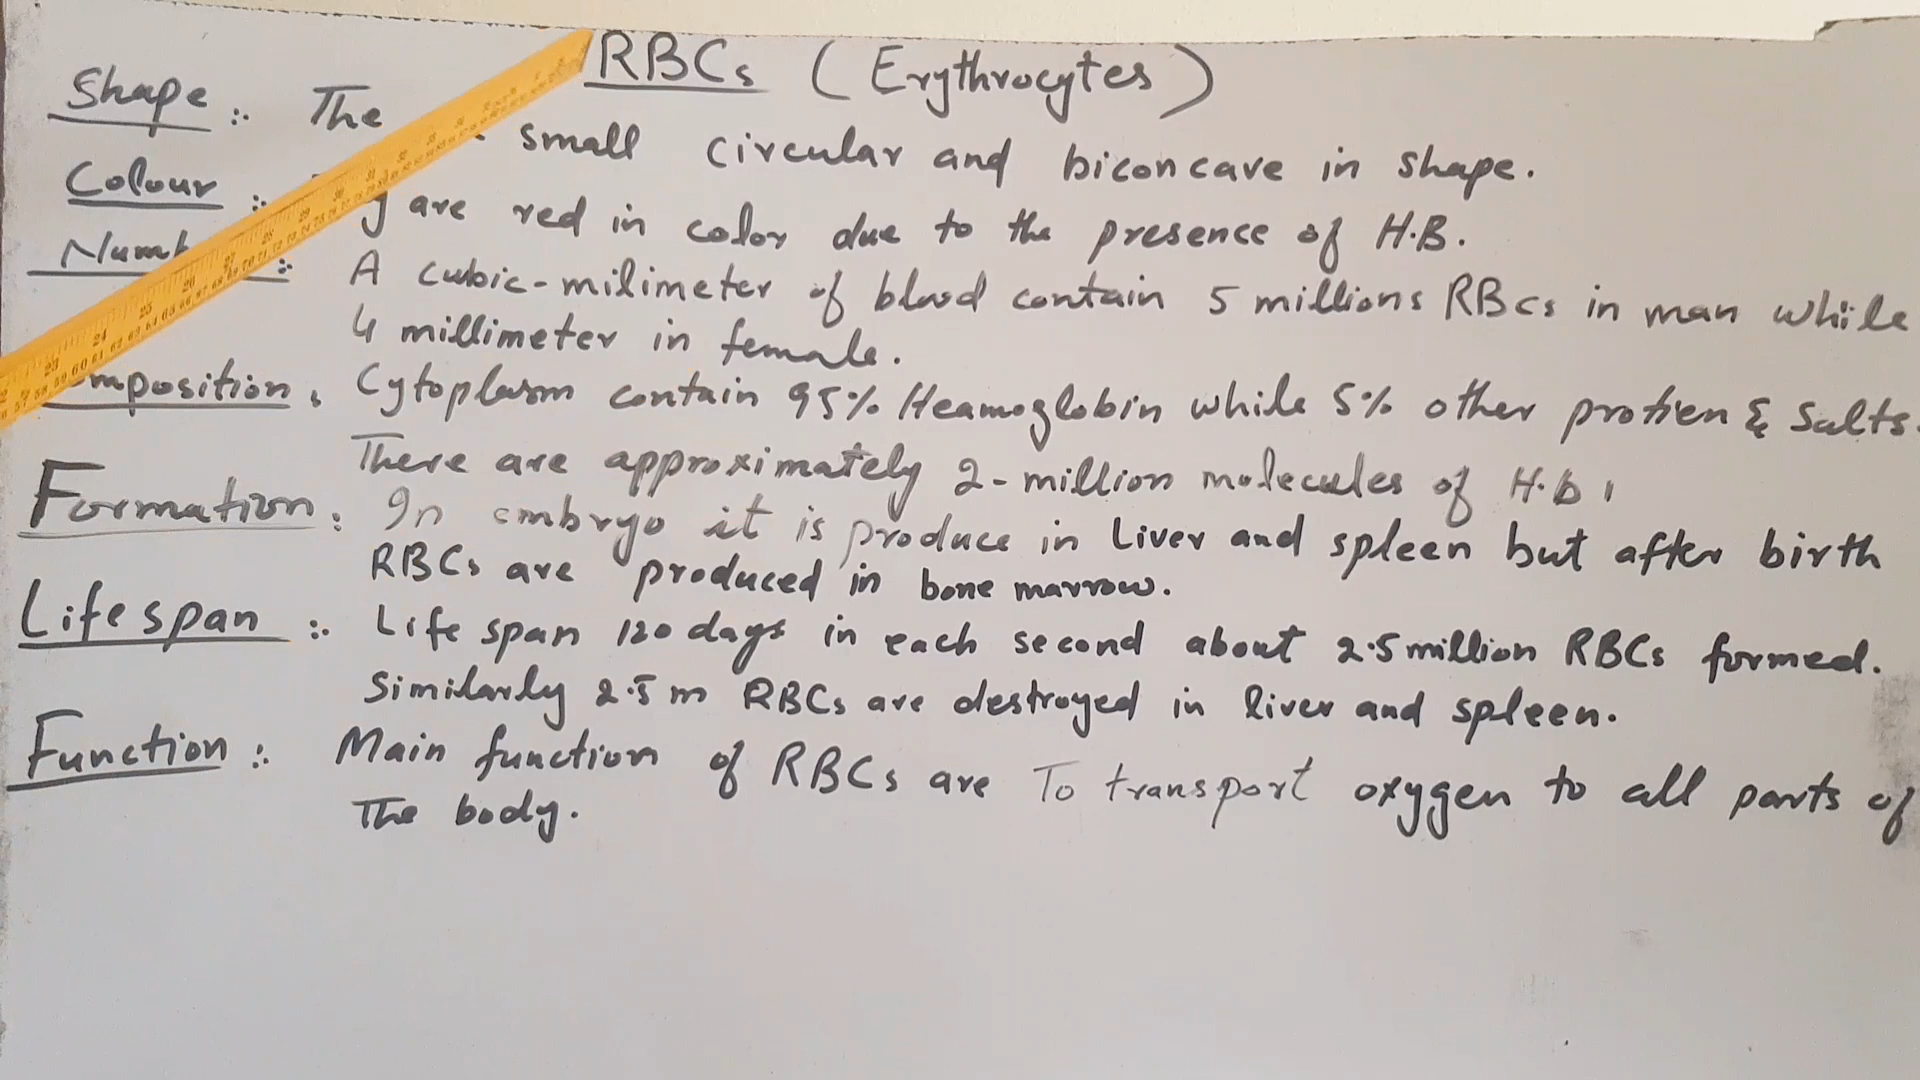 RBCs (Erythrocytes)
Shape :. The small circular and biconcave in shape.
Colour :. are red in color due to the presence of H.B.
A cubic-milimeter of blood contain 5 millions RBCs in man while
4 millimeter in female.
Cytoplasm contain 95% Heamoglobin while 5% other protien & Salts.
There are approximately 2-million molecules of H.b.
Formation : In embryo it is produce in Liver and spleen but after birth
RBCs are produced in bone marrow.
Life span :. Life span 120 days in each second about 2.5 million RBCs formed.
Similarly 2.5 m RBCs are destroyed in liver and spleen.
Function :. Main function of RBCs are To transport oxygen to all parts of
The body.